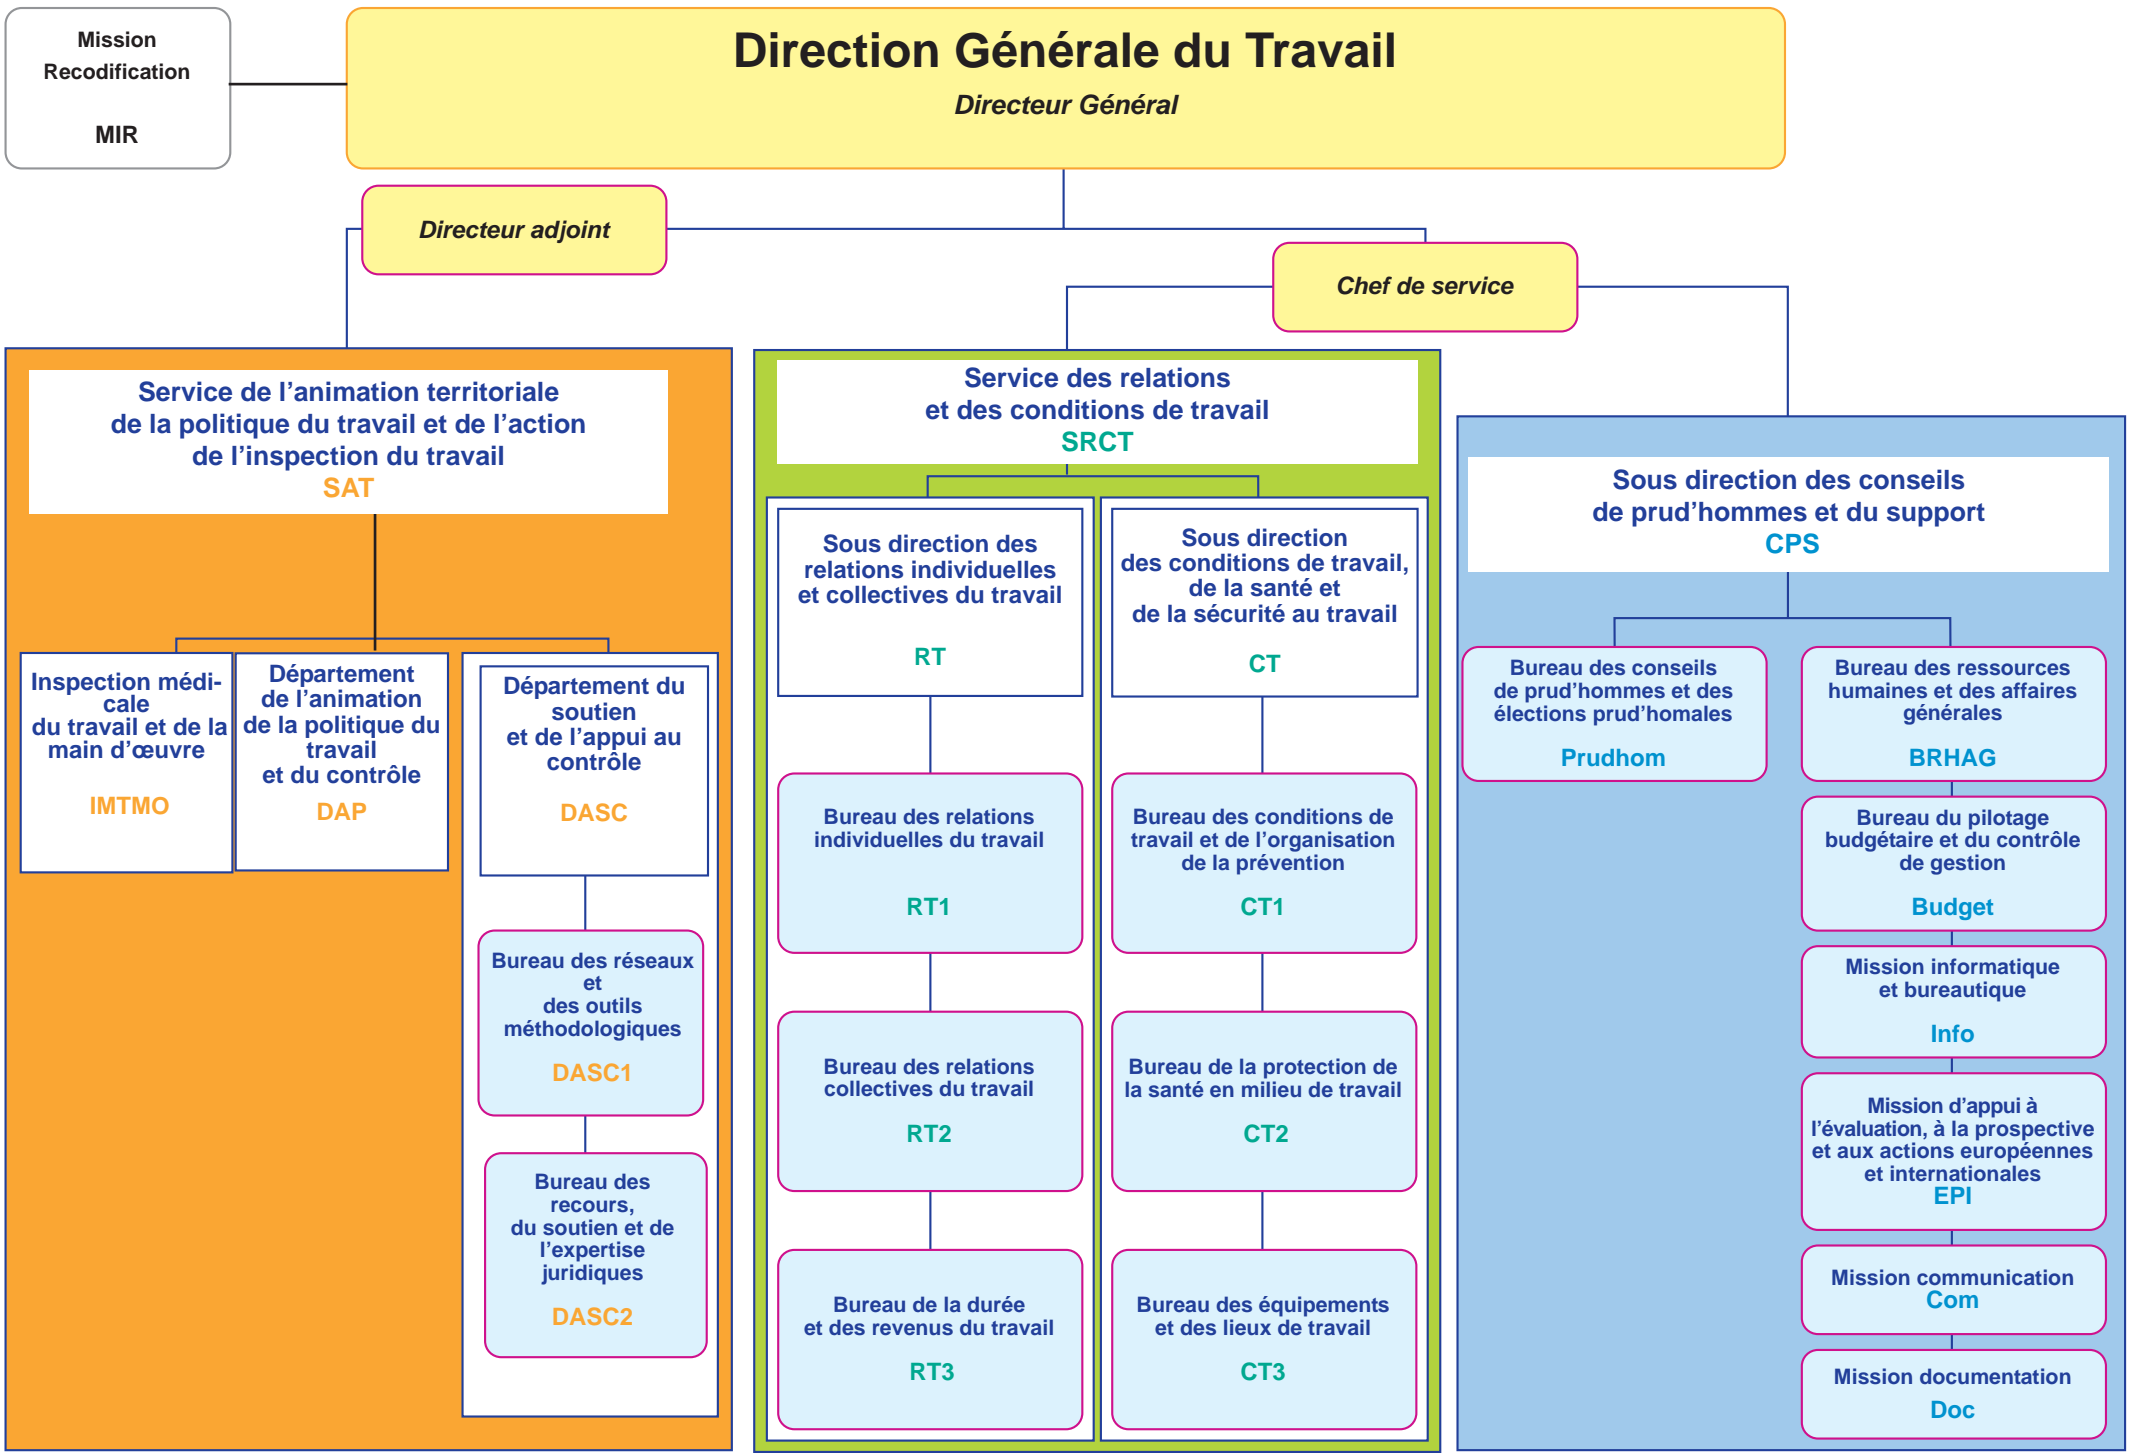 Mission
Recodification
MIR
Direction Générale du Travail
Directeur Général
Directeur adjoint
Chef de service
Service de l’animation territoriale
de la politique du travail et de l’action
de l’inspection du travail
SAT
Inspection médi-
cale
du travail et de la
main d’œuvre
IMTMO
Département
de l’animation
de la politique du
travail
et du contrôle
DAP
Département du
soutien
et de l’appui au
contrôle
DASC
Bureau des réseaux
et
des outils
méthodologiques
DASC1
Bureau des
recours,
du soutien et de
l’expertise
juridiques
DASC2
Service des relations
et des conditions de travail
SRCT
Sous direction des
relations individuelles
et collectives du travail
RT
Bureau des relations
individuelles du travail
RT1
Bureau des relations
collectives du travail
RT2
Bureau de la durée
et des revenus du travail
RT3
Sous direction
des conditions de travail,
de la santé et
de la sécurité au travail
CT
Bureau des conditions de
travail et de l’organisation
de la prévention
CT1
Bureau de la protection de
la santé en milieu de travail
CT2
Bureau des équipements
et des lieux de travail
CT3
Sous direction des conseils
de prud’hommes et du support
CPS
Bureau des conseils
de prud’hommes et des
élections prud’homales
Prudhom
Bureau des ressources
humaines et des affaires
générales
BRHAG
Bureau du pilotage
budgétaire et du contrôle
de gestion
Budget
Mission informatique
et bureautique
Info
Mission d’appui à
l’évaluation, à la prospective
et aux actions européennes
et internationales
EPI
Mission communication
Com
Mission documentation
Doc